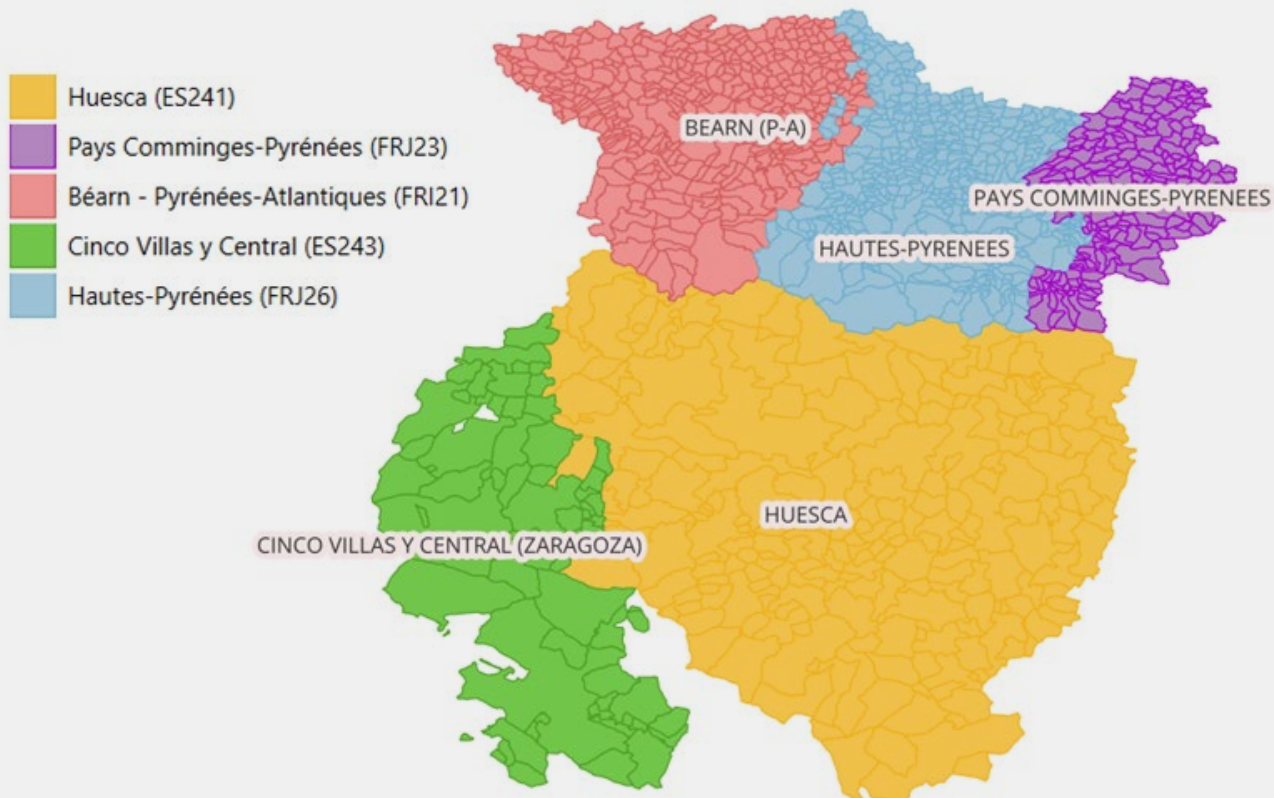 Huesca (ES241)
Pays Comminges-Pyrénées (FRJ23)
Béarn - Pyrénées-Atlantiques (FRI21)
Cinco Villas y Central (ES243)
Hautes-Pyrénées (FRJ26)
BEARN (P-A)
PAYS COMMINGES-PYRENEES
HAUTES-PYRENEES
HUESCA
CINCO VILLAS Y CENTRAL (ZARAGOZA)